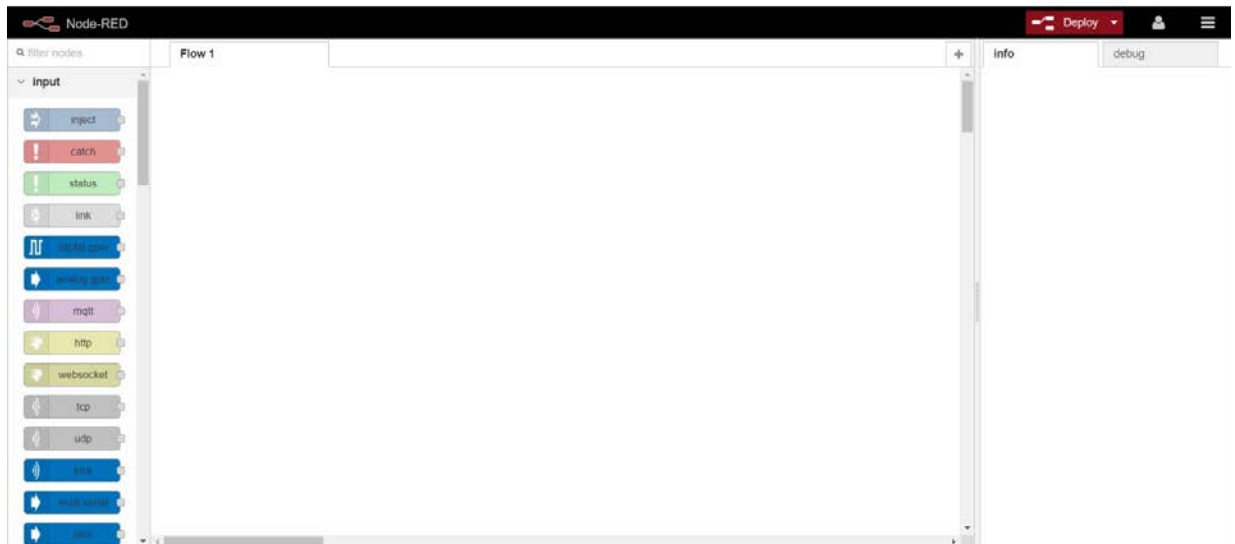 Node-RED
Deploy
filter nodes
Flow 1
+
info
debug
input
inject
catch
status
link
mqtt
http
websocket
tcp
udp